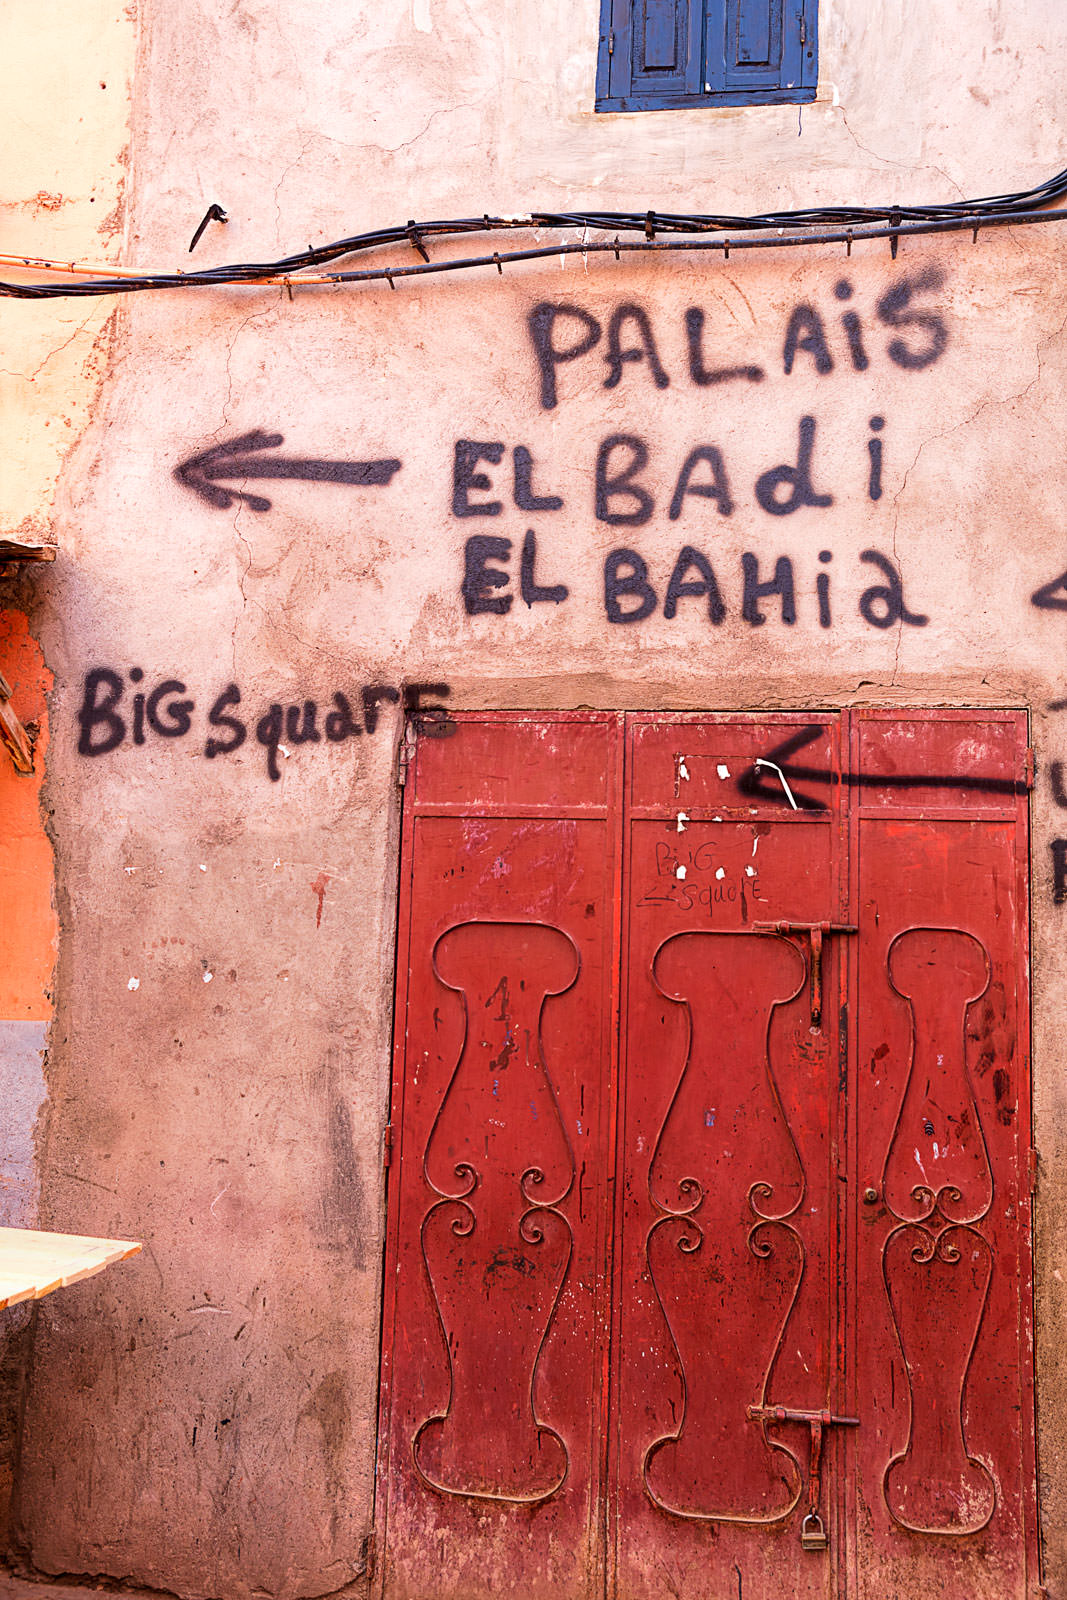 PALAiS
EL BAdi
EL BAHia
BiG SquarE
BiG
squarE